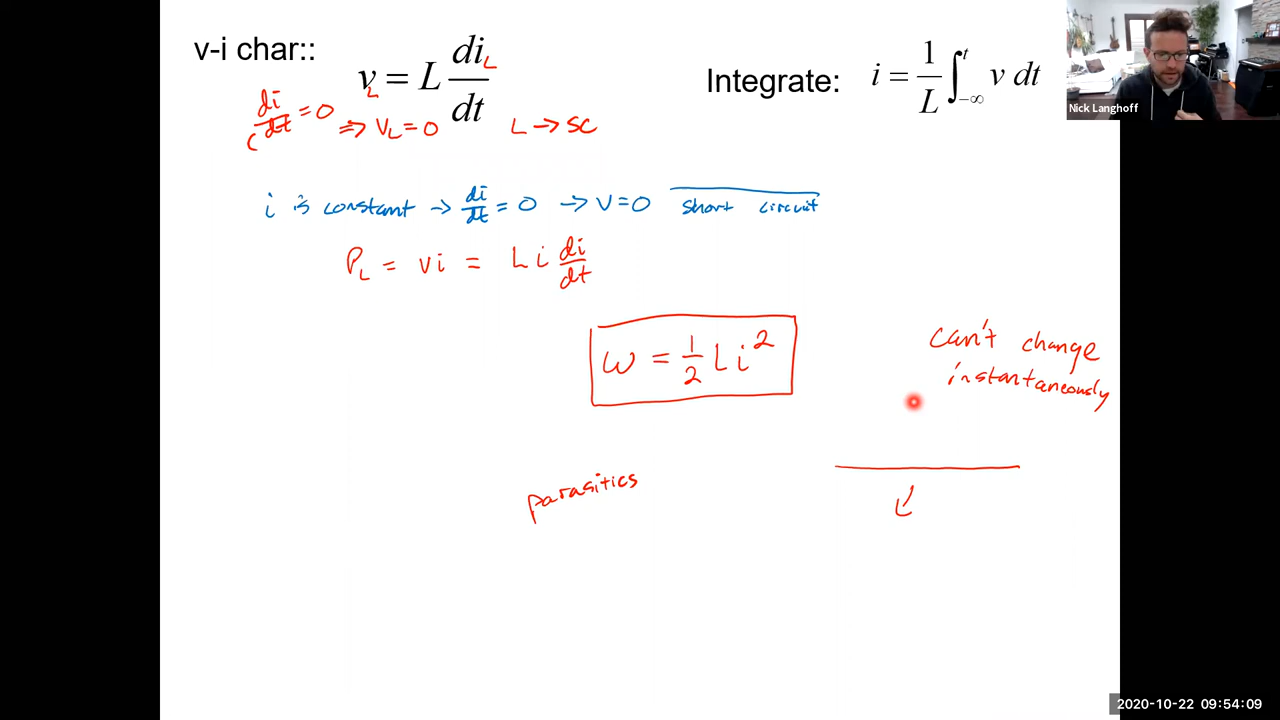 v-i char::
v_L = L di_L/dt
Integrate: i = 1/L ∫_{-∞}^{t} v dt
Nick Langhoff
di/dt = 0 ⇒ V_L = 0 L → SC
i is constant → di/dt = 0 → V = 0 short circuit
P_L = vi = L i di/dt
w = 1/2 L i^2
can't change
instantaneously
parasitics
2020-10-22 09:54:09